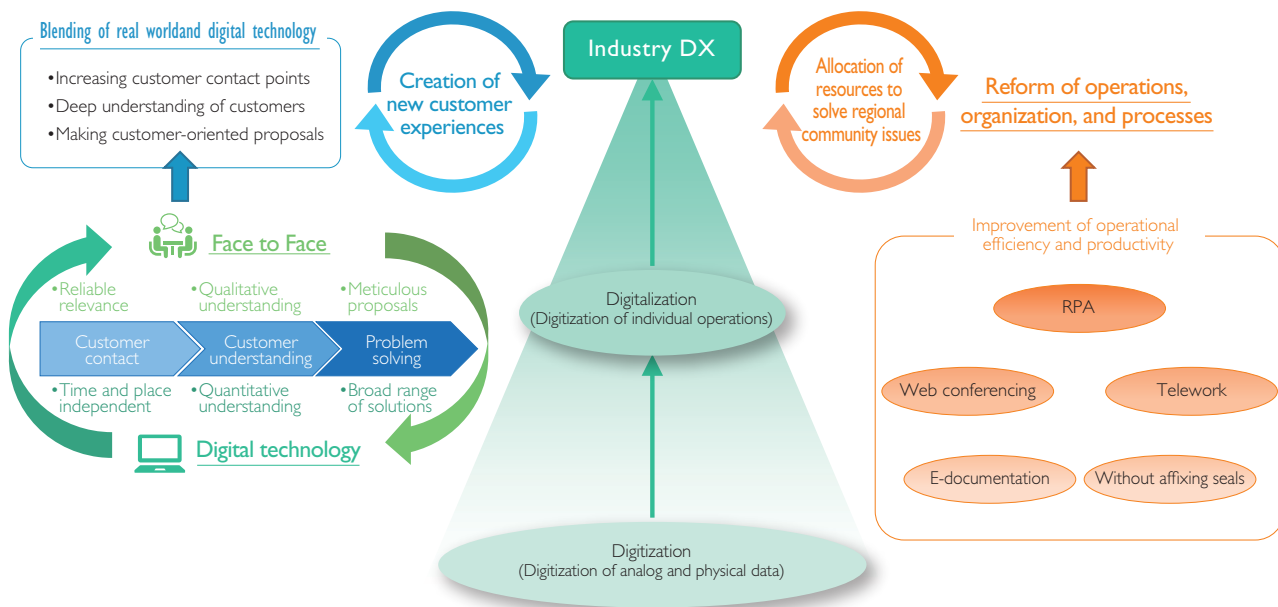 Blending of real worldand digital technology
•Increasing customer contact points
•Deep understanding of customers
•Making customer-oriented proposals
Creation of
new customer
experiences
Industry DX
Allocation of
resources to
solve regional
community issues
Reform of operations,
organization, and processes
Face to Face
•Reliable
relevance
•Qualitative
understanding
•Meticulous
proposals
Customer
contact
Customer
understanding
Problem
solving
•Time and place
independent
•Quantitative
understanding
•Broad range
of solutions
Digital technology
Digitalization
(Digitization of individual operations)
Digitization
(Digitization of analog and physical data)
Improvement of operational
efficiency and productivity
RPA
Web conferencing
Telework
E-documentation
Without affixing seals